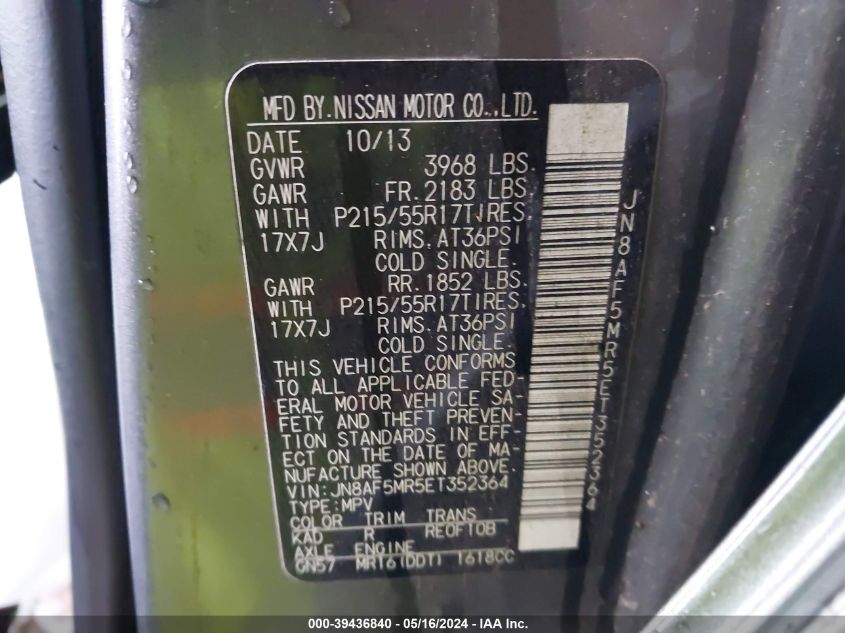 MFD BY.NISSAN MOTOR CO.,LTD.
DATE 10/13
GVWR 3968 LBS.
GAWR FR.2183 LBS.
WITH P215/55R17TIRES.
17X7J RIMS.AT36PSI
COLD SINGLE.
GAWR RR.1852 LBS.
WITH P215/55R17TIRES.
17X7J RIMS.AT36PSI
COLD SINGLE.
THIS VEHICLE CONFORMS
TO ALL APPLICABLE FED-
ERAL MOTOR VEHICLE SA-
FETY AND THEFT PREVEN-
TION STANDARDS IN EFF-
ECT ON THE DATE OF MA-
NUFACTURE SHOWN ABOVE.
VIN:JN8AF5MR5ET352364
TYPE:MPV
COLOR TRIM TRANS
KAD R RE0F10B
AXLE ENGINE
GN57 MR16(DDT) 1618CC
JN8AF5MR5ET352364
000-39436840 - 05/16/2024 - IAA Inc.